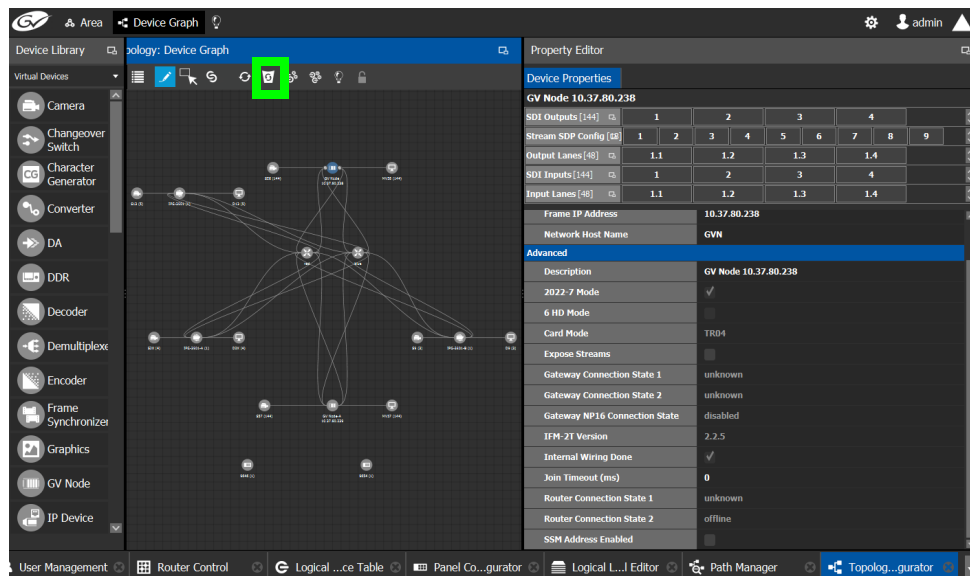 GV Area Device Graph admin
Device Library
Virtual Devices
Camera
Changeover
Switch
CG Character
Generator
Converter
DA
DDR
Decoder
Demultiplexe
Encoder
Frame
Synchronizer
Graphics
GV Node
IP Device
pology: Device Graph
Property Editor
Device Properties
GV Node 10.37.80.238
SDI Outputs [144] 1 2 3 4
Stream SDP Config 1 2 3 4 5 6 7 8 9
Output Lanes [48] 1.1 1.2 1.3 1.4
SDI Inputs [144] 1 2 3 4
Input Lanes [48] 1.1 1.2 1.3 1.4
Frame IP Address 10.37.80.238
Network Host Name GVN
Advanced
Description GV Node 10.37.80.238
2022-7 Mode
6 HD Mode
Card Mode TR04
Expose Streams
Gateway Connection State 1 unknown
Gateway Connection State 2 unknown
Gateway NP16 Connection State disabled
IFM-2T Version 2.2.5
Internal Wiring Done
Join Timeout (ms) 0
Router Connection State 1 unknown
Router Connection State 2 offline
SSM Address Enabled
User Management Router Control Logical ...ce Table Panel Co...gurator Logical L...l Editor Path Manager Topolog...gurator